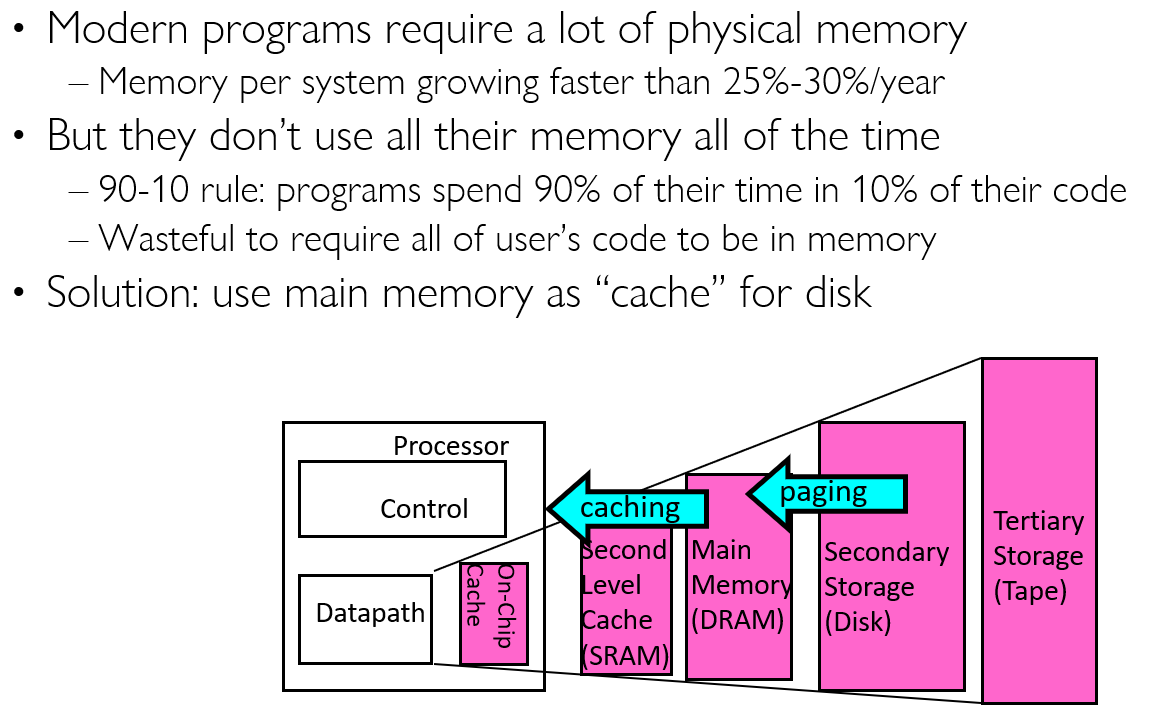 • Modern programs require a lot of physical memory
– Memory per system growing faster than 25%-30%/year
• But they don’t use all their memory all of the time
– 90-10 rule: programs spend 90% of their time in 10% of their code
– Wasteful to require all of user’s code to be in memory
• Solution: use main memory as “cache” for disk
Processor
Control
Datapath
On-Chip
Cache
caching
Second
Level
Cache
(SRAM)
paging
Main
Memory
(DRAM)
Secondary
Storage
(Disk)
Tertiary
Storage
(Tape)